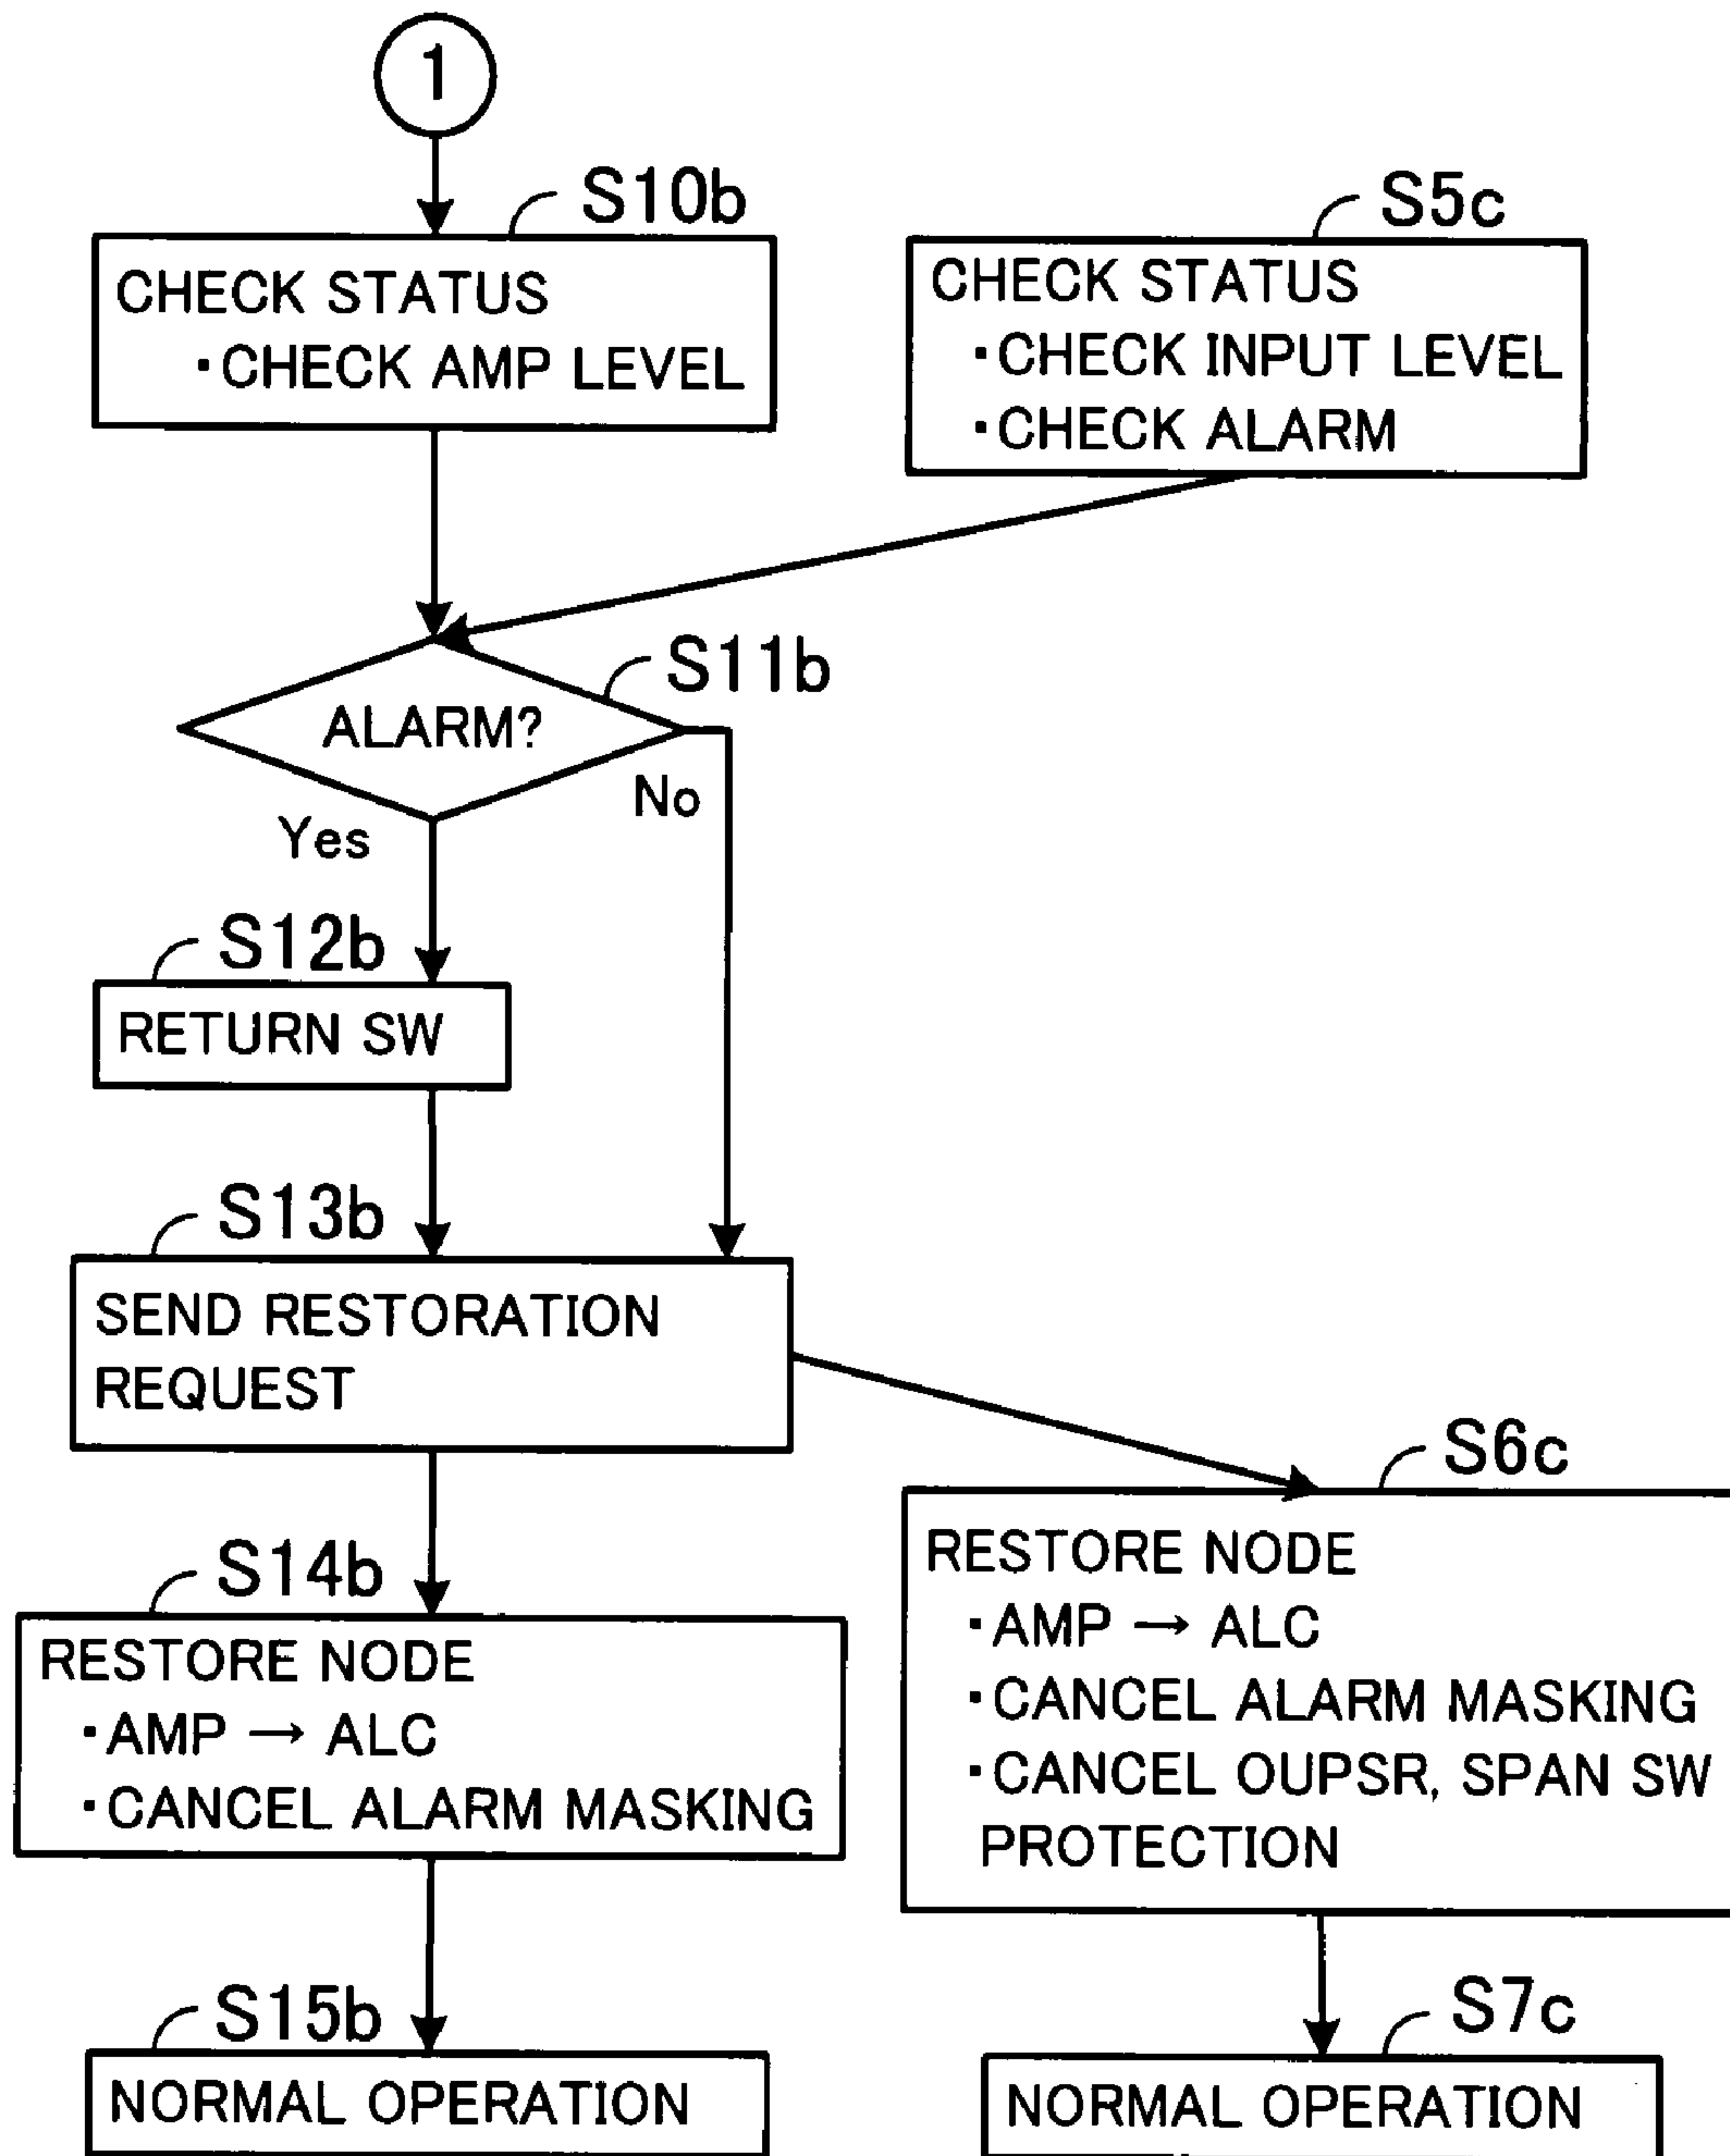 1
S10b
CHECK STATUS
・CHECK AMP LEVEL
S5c
CHECK STATUS
・CHECK INPUT LEVEL
・CHECK ALARM
S11b
ALARM?
No
Yes
S12b
RETURN SW
S13b
SEND RESTORATION
REQUEST
S14b
RESTORE NODE
・AMP → ALC
・CANCEL ALARM MASKING
S6c
RESTORE NODE
・AMP → ALC
・CANCEL ALARM MASKING
・CANCEL OUPSR, SPAN SW
PROTECTION
S15b
NORMAL OPERATION
S7c
NORMAL OPERATION